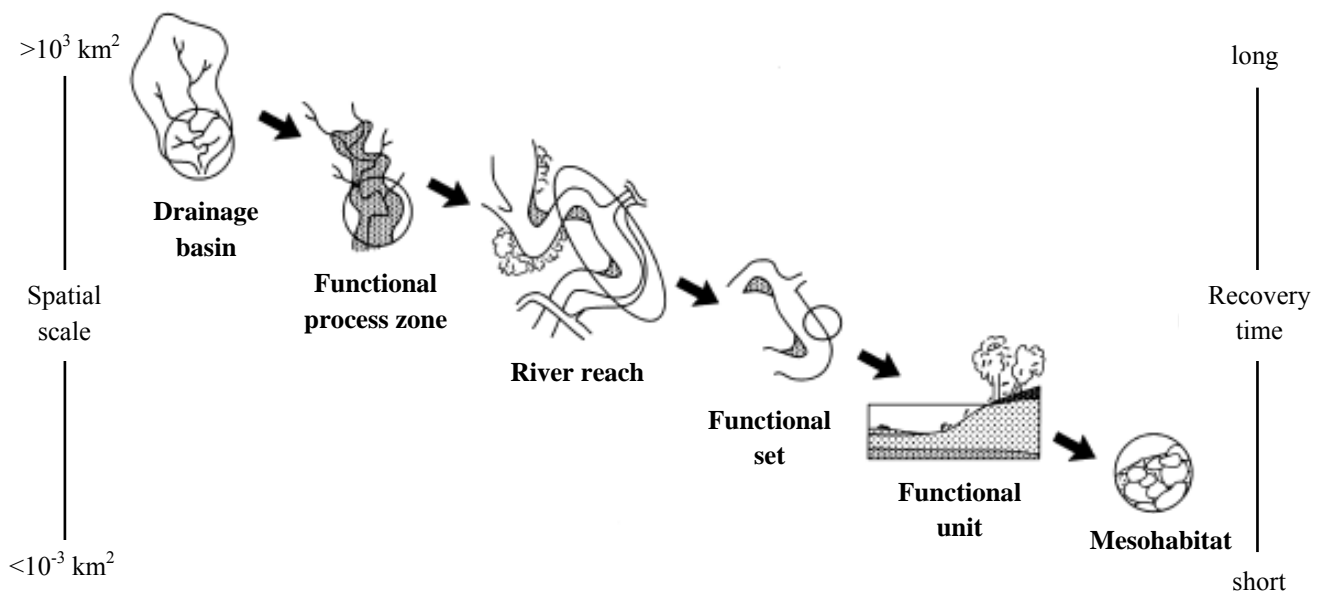 >10³ km²
long
Drainage
basin
Functional
process zone
Spatial
scale
Recovery
time
River reach
Functional
set
Functional
unit
Mesohabitat
<10⁻³ km²
short